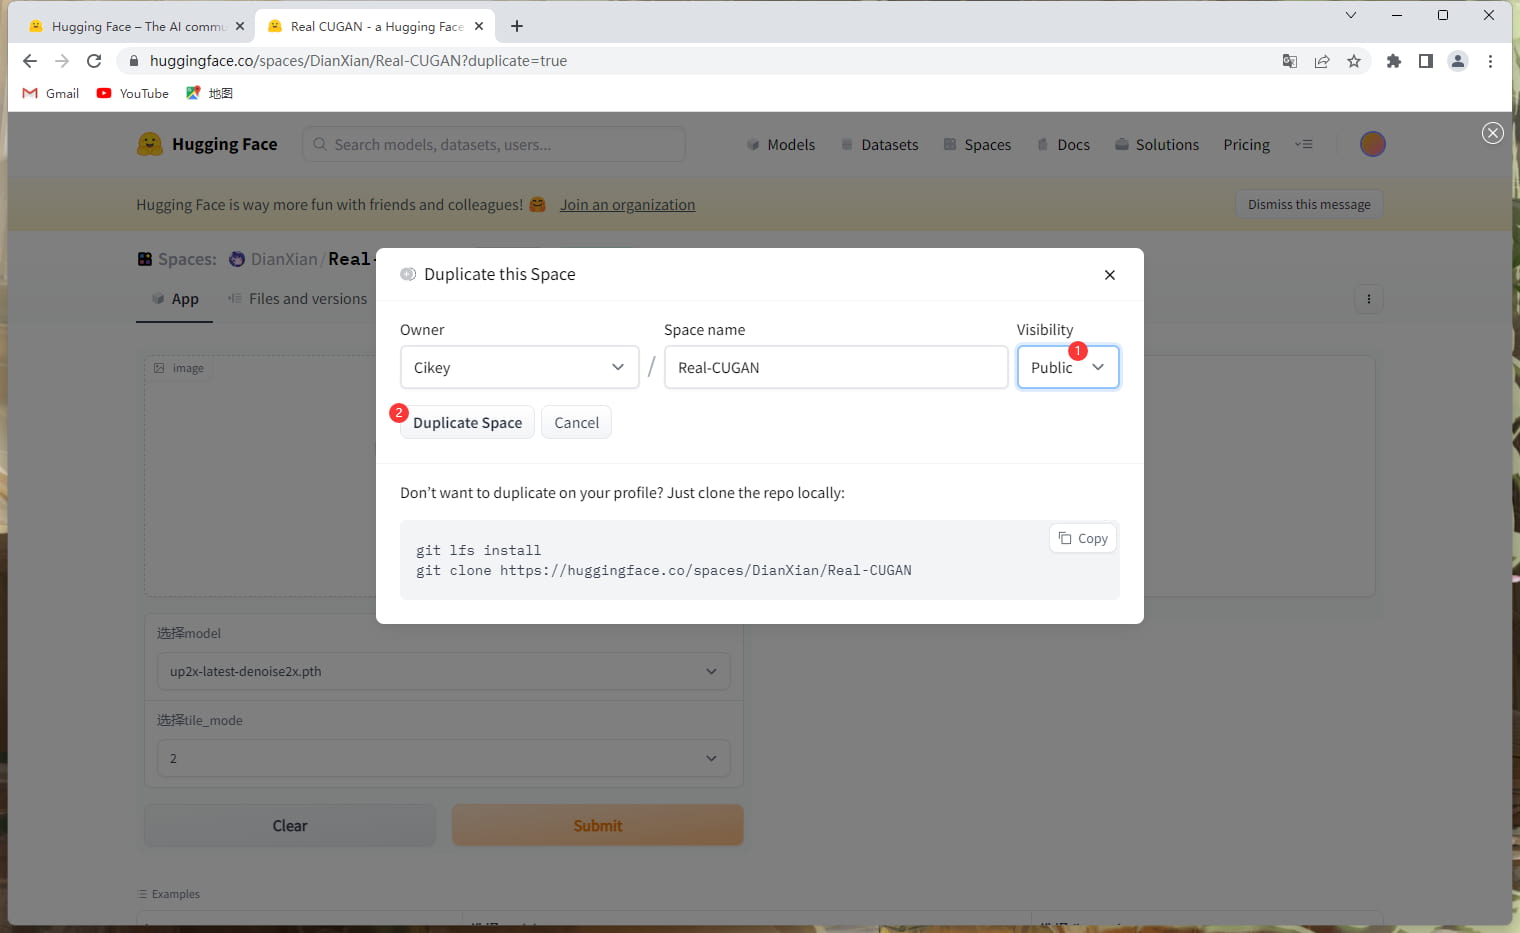 Hugging Face – The AI commu
Real CUGAN - a Hugging Face
huggingface.co/spaces/DianXian/Real-CUGAN?duplicate=true
Gmail
YouTube
地图
Hugging Face
Search models, datasets, users...
Models
Datasets
Spaces
Docs
Solutions
Pricing
Hugging Face is way more fun with friends and colleagues! 🤗 Join an organization
Dismiss this message
Spaces:
DianXian/Real-
App
Files and versions
Duplicate this Space
Owner
Space name
Visibility
Cikey
/
Real-CUGAN
Public
1
2
Duplicate Space
Cancel
Don’t want to duplicate on your profile? Just clone the repo locally:
Copy
git lfs install
git clone https://huggingface.co/spaces/DianXian/Real-CUGAN
image
选择model
up2x-latest-denoise2x.pth
选择tile_mode
2
Clear
Submit
Examples